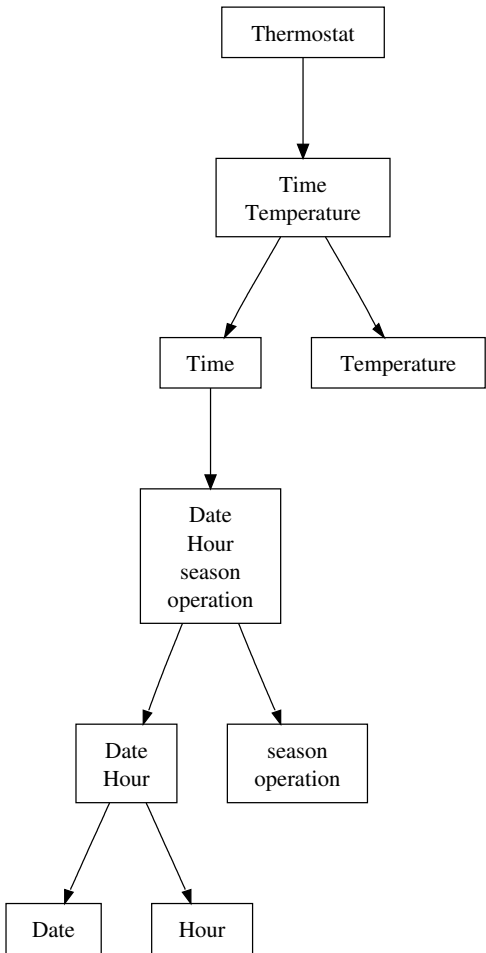 Thermostat
Time
Temperature
Time
Temperature
Date
Hour
season
operation
Date
Hour
season
operation
Date
Hour